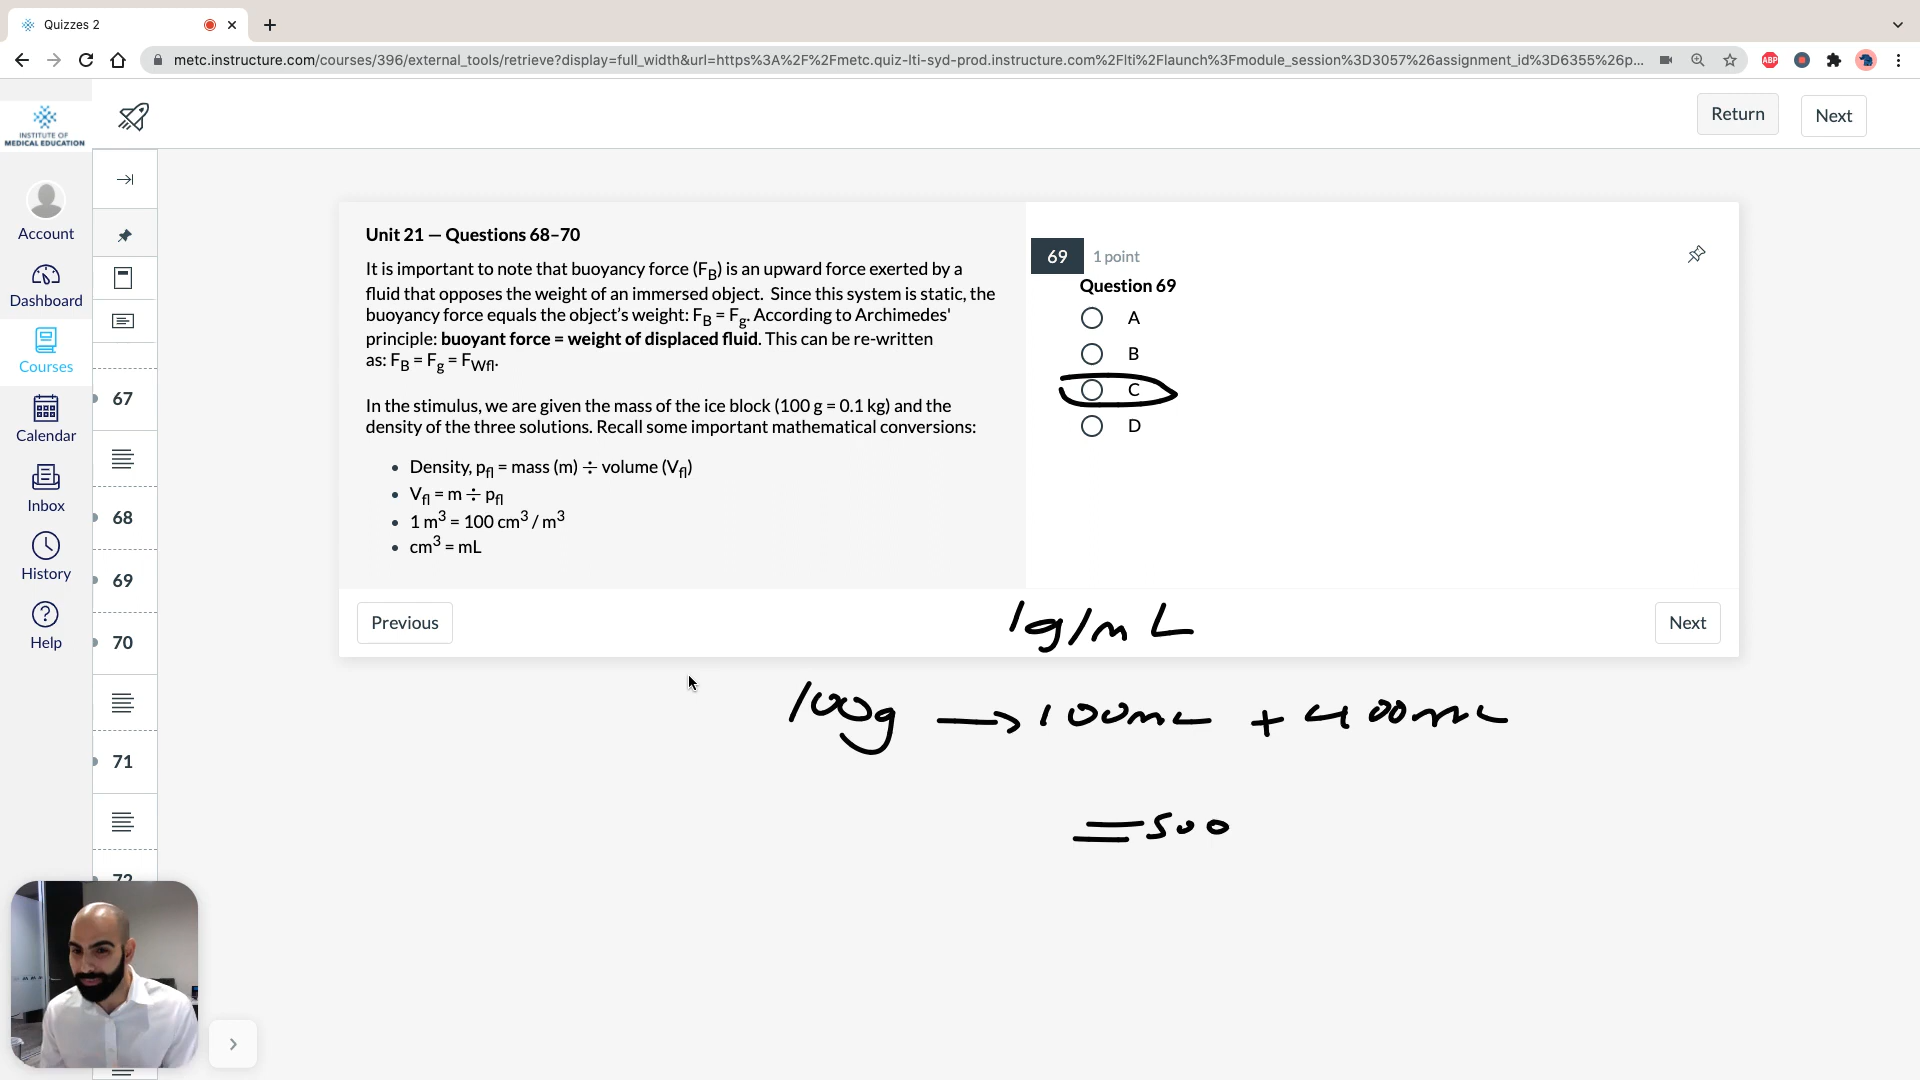 Quizzes 2
metc.instructure.com/courses/396/external_tools/retrieve?display=full_width&url=https%3A%2F%2Fmetc.quiz-lti-syd-prod.instructure.com%2Flti%2Flaunch%3Fmodule_session%3D3057%26assignment_id%3D6355%26p...
ABP
INSTITUTE OF
MEDICAL EDUCATION
Return
Next
Account
Dashboard
Courses
Calendar
Inbox
History
Help
67
68
69
70
71
72
Unit 21 — Questions 68–70
It is important to note that buoyancy force (FB) is an upward force exerted by a
fluid that opposes the weight of an immersed object. Since this system is static, the
buoyancy force equals the object's weight: FB = Fg. According to Archimedes'
principle: buoyant force = weight of displaced fluid. This can be re-written
as: FB = Fg = FWfl.
In the stimulus, we are given the mass of the ice block (100 g = 0.1 kg) and the
density of the three solutions. Recall some important mathematical conversions:
• Density, pfl = mass (m) ÷ volume (Vfl)
• Vfl = m ÷ pfl
• 1 m3 = 100 cm3 / m3
• cm3 = mL
69 1 point
Question 69
A
B
C
D
Previous
Next
1g/mL
100g → 100mL + 400mL
= 500